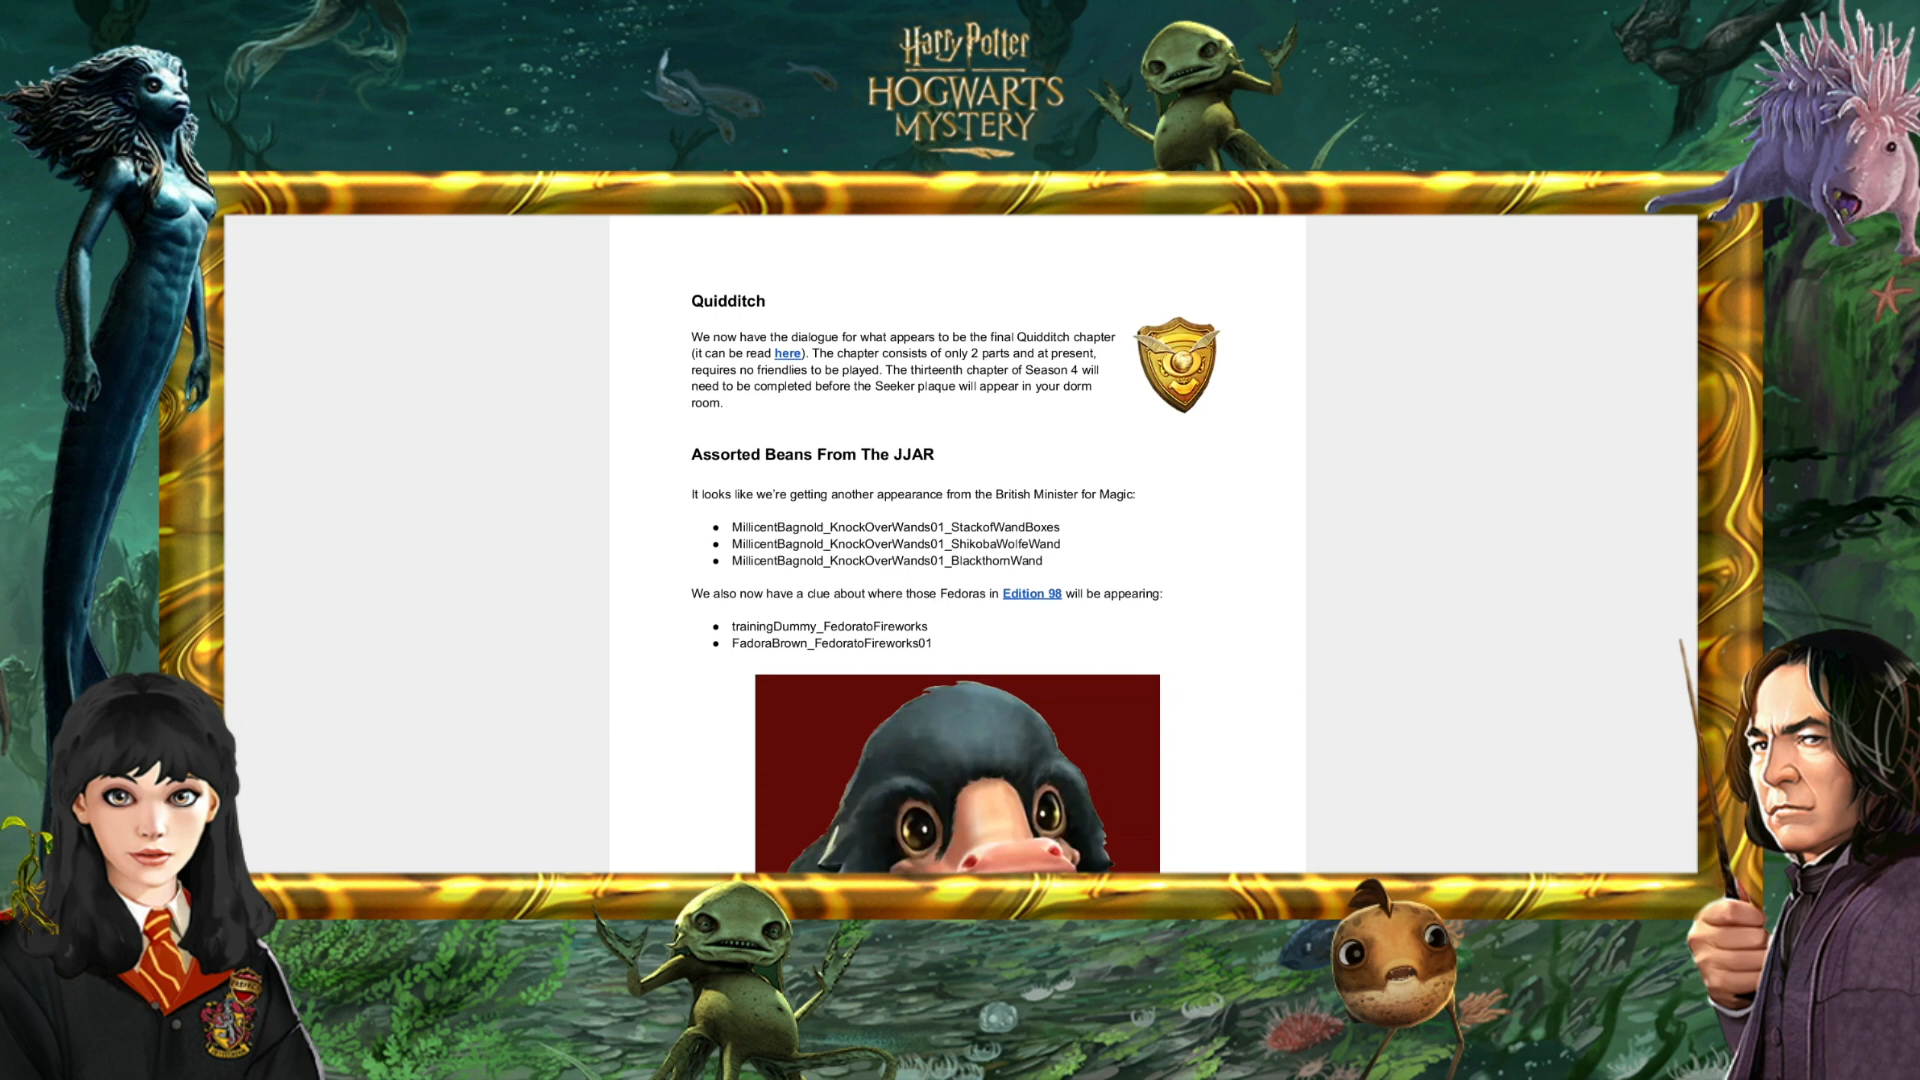 Harry Potter
HOGWARTS
MYSTERY
Quidditch
We now have the dialogue for what appears to be the final Quidditch chapter
(it can be read here). The chapter consists of only 2 parts and at present,
requires no friendlies to be played. The thirteenth chapter of Season 4 will
need to be completed before the Seeker plaque will appear in your dorm
room.
Assorted Beans From The JJAR
It looks like we’re getting another appearance from the British Minister for Magic:
● MillicentBagnold_KnockOverWands01_StackofWandBoxes
● MillicentBagnold_KnockOverWands01_ShikobaWolfeWand
● MillicentBagnold_KnockOverWands01_BlackthornWand
We also now have a clue about where those Fedoras in Edition 98 will be appearing:
● trainingDummy_FedoratoFireworks
● FadoraBrown_FedoratoFireworks01